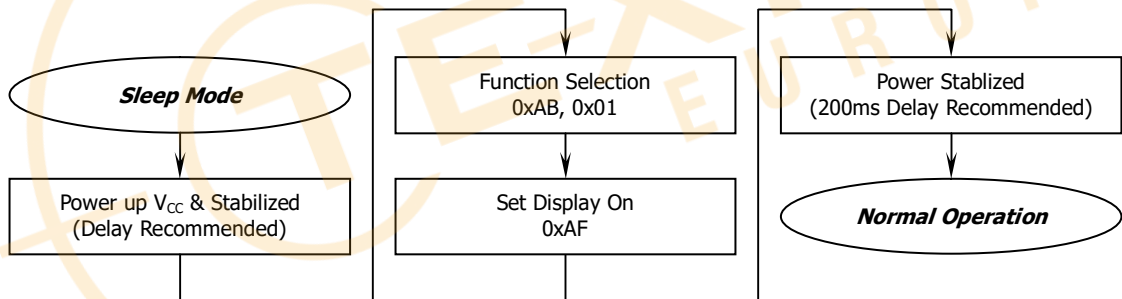 Sleep Mode
Power up VCC & Stabilized
(Delay Recommended)
Function Selection
0xAB, 0x01
Set Display On
0xAF
Power Stablized
(200ms Delay Recommended)
Normal Operation